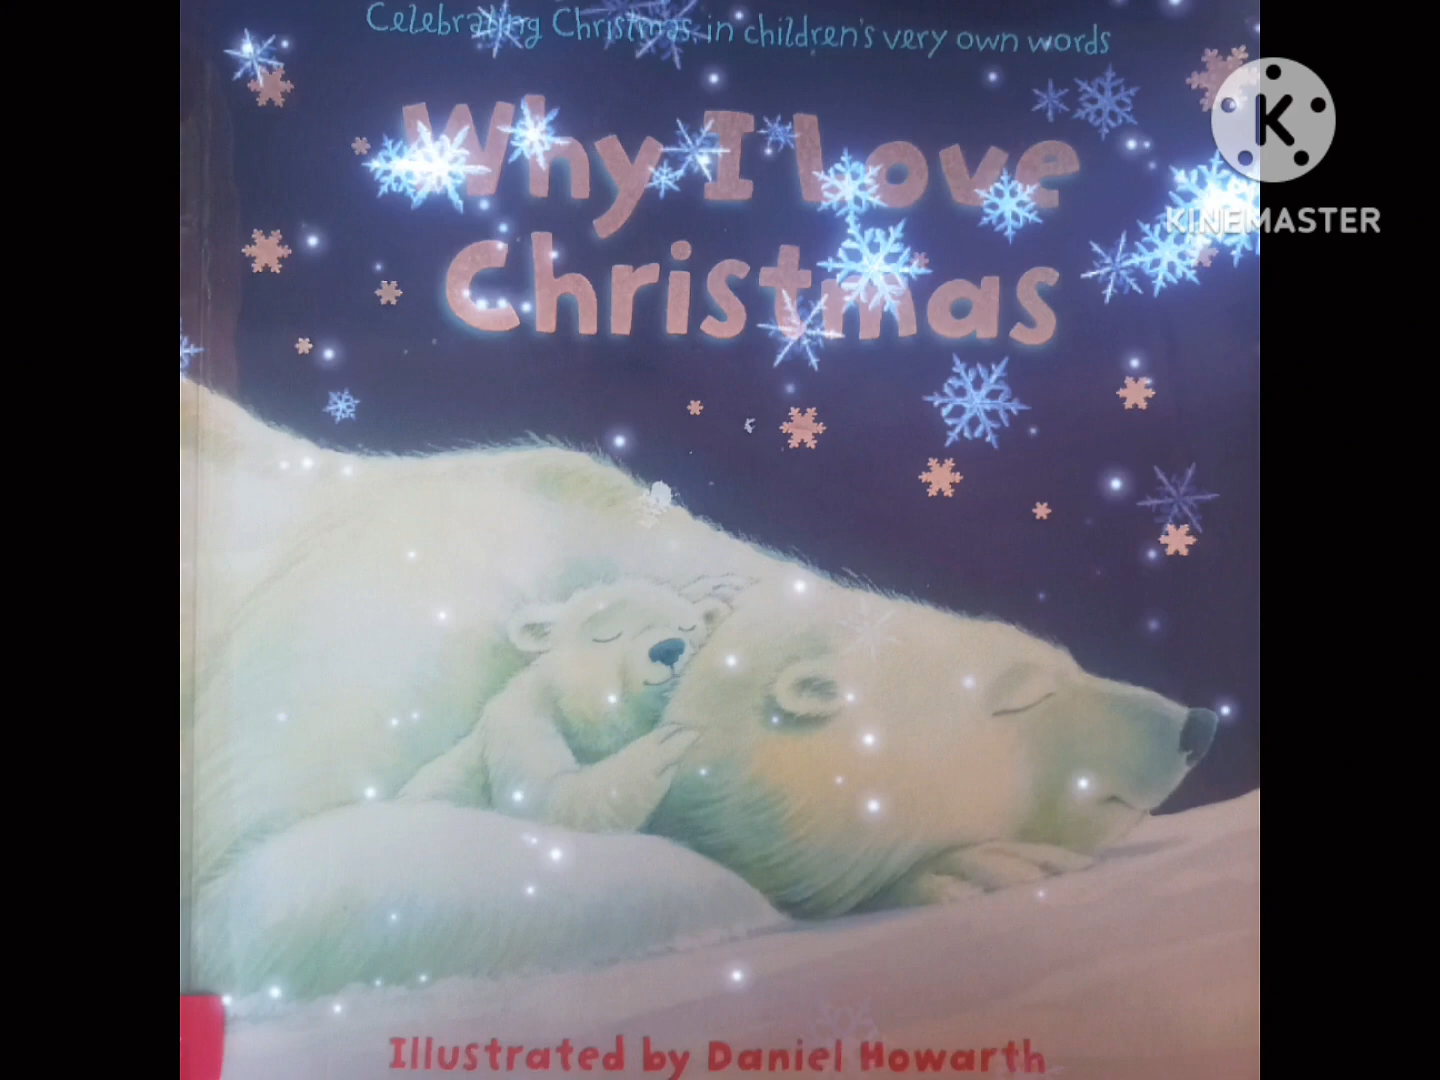 Celebrating Christmas in children's very own words
Why I Love
Christmas
K
KINEMASTER
Illustrated by Daniel Howarth